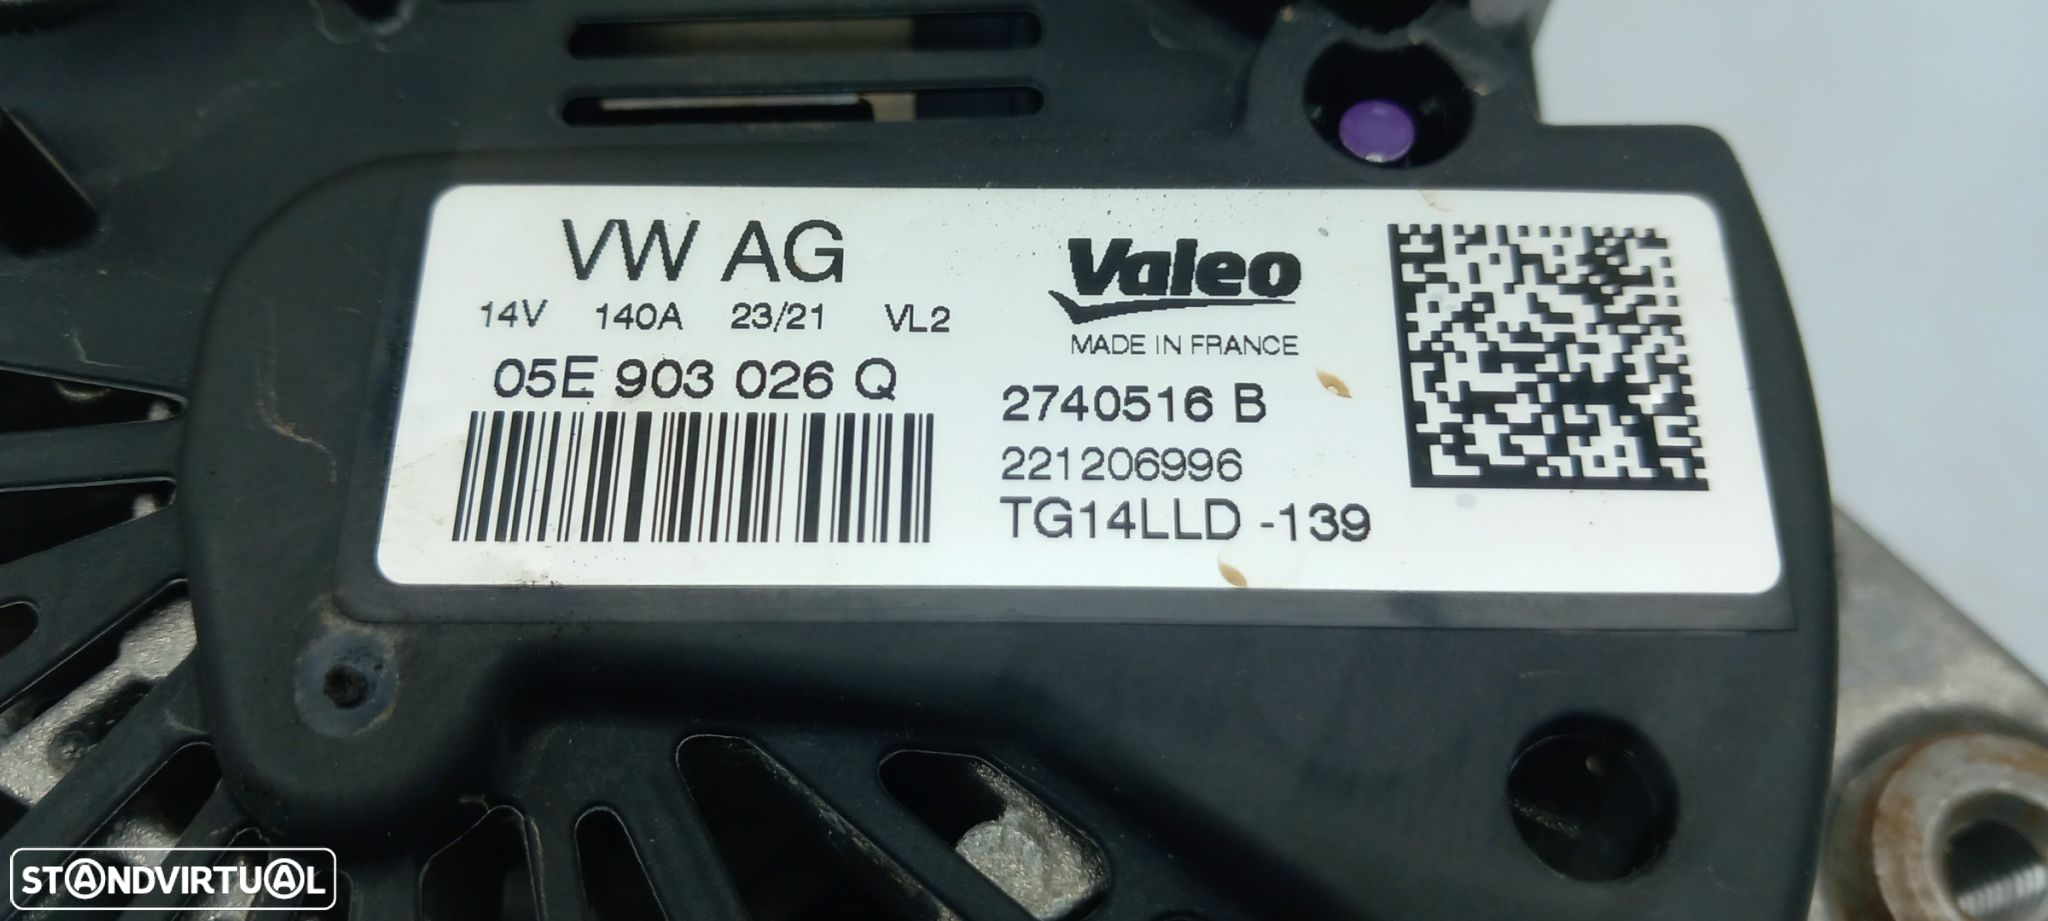 VW AG
14V 140A 23/21 VL2
05E 903 026 Q
Valeo
MADE IN FRANCE
2740516 B
221206996
TG14LLD -139
STANDVIRTUAL